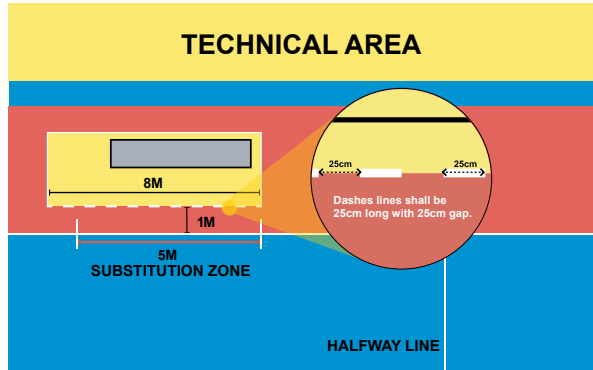 TECHNICAL AREA
25cm
25cm
8M
Dashes lines shall be
25cm long with 25cm gap.
1M
5M
SUBSTITUTION ZONE
HALFWAY LINE